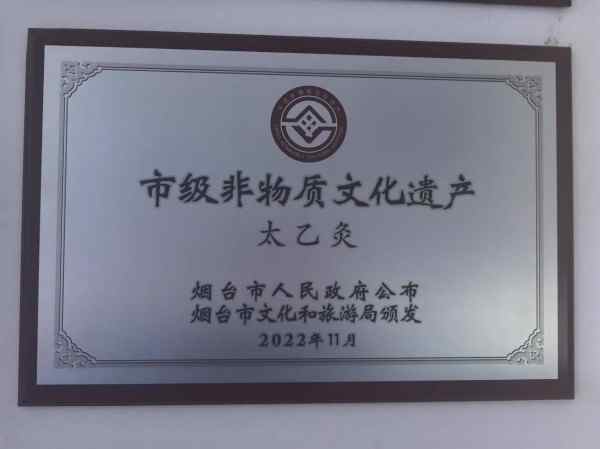 市级非物质文化遗产
太乙灸
烟台市人民政府公布
烟台市文化和旅游局颁发
2022年11月